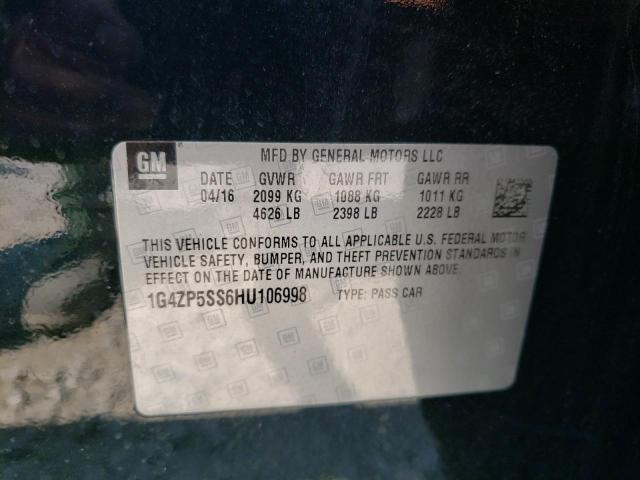 GM
MFD BY GENERAL MOTORS LLC
DATE GVWR GAWR FRT GAWR RR
04/16 2099 KG 1088 KG 1011 KG
4626 LB 2398 LB 2228 LB
THIS VEHICLE CONFORMS TO ALL APPLICABLE U.S. FEDERAL MOTOR
VEHICLE SAFETY, BUMPER, AND THEFT PREVENTION STANDARDS IN
EFFECT ON THE DATE OF MANUFACTURE SHOWN ABOVE.
1G4ZP5SS6HU106998 TYPE: PASS CAR